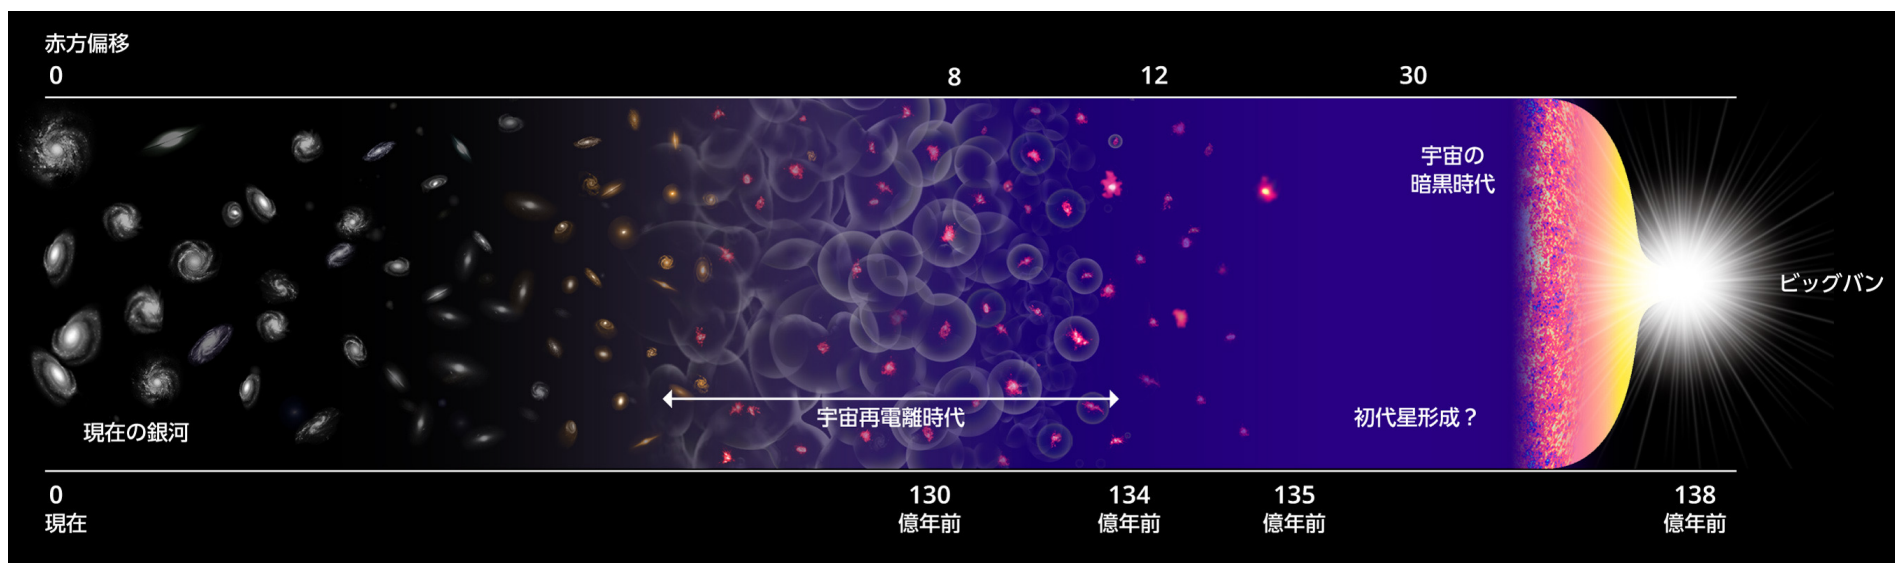 赤方偏移
0
8
12
30
宇宙の
暗黒時代
ビッグバン
宇宙再電離時代
初代星形成？
現在の銀河
0
現在
130
億年前
134
億年前
135
億年前
138
億年前